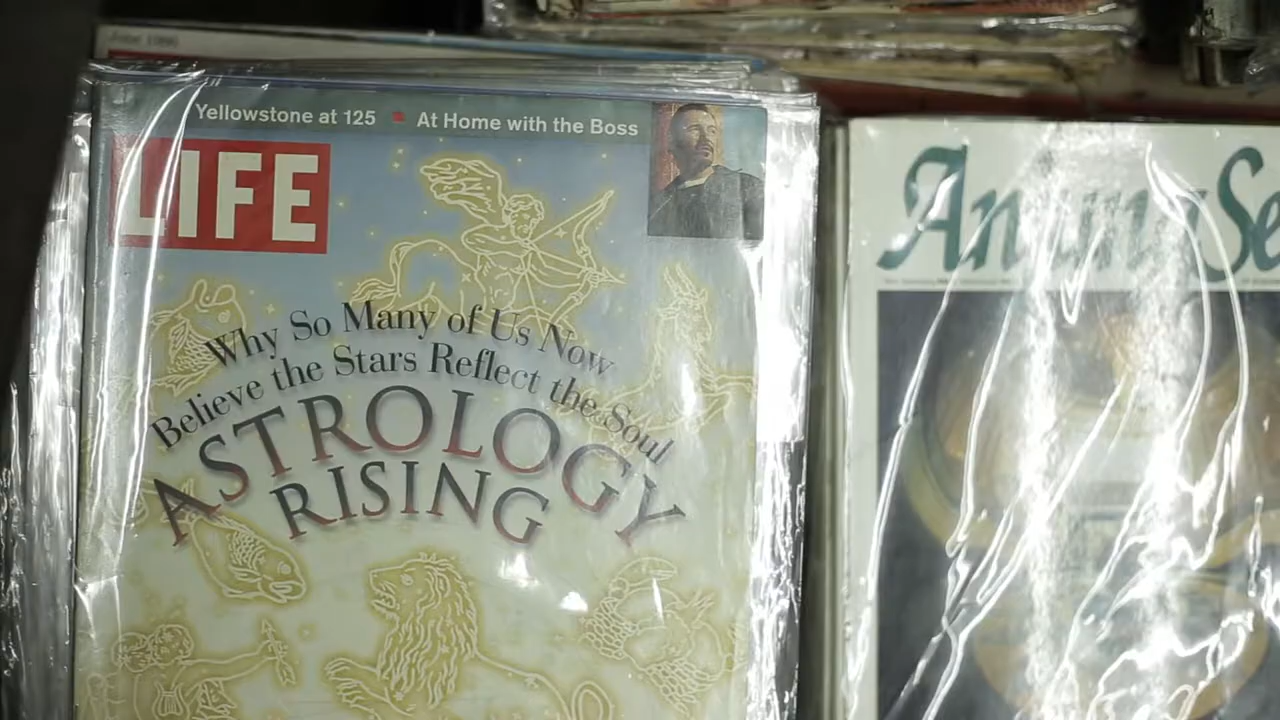 Yellowstone at 125 ▪ At Home with the Boss
LIFE
Why So Many of Us Now
Believe the Stars Reflect the Soul
ASTROLOGY
RISING